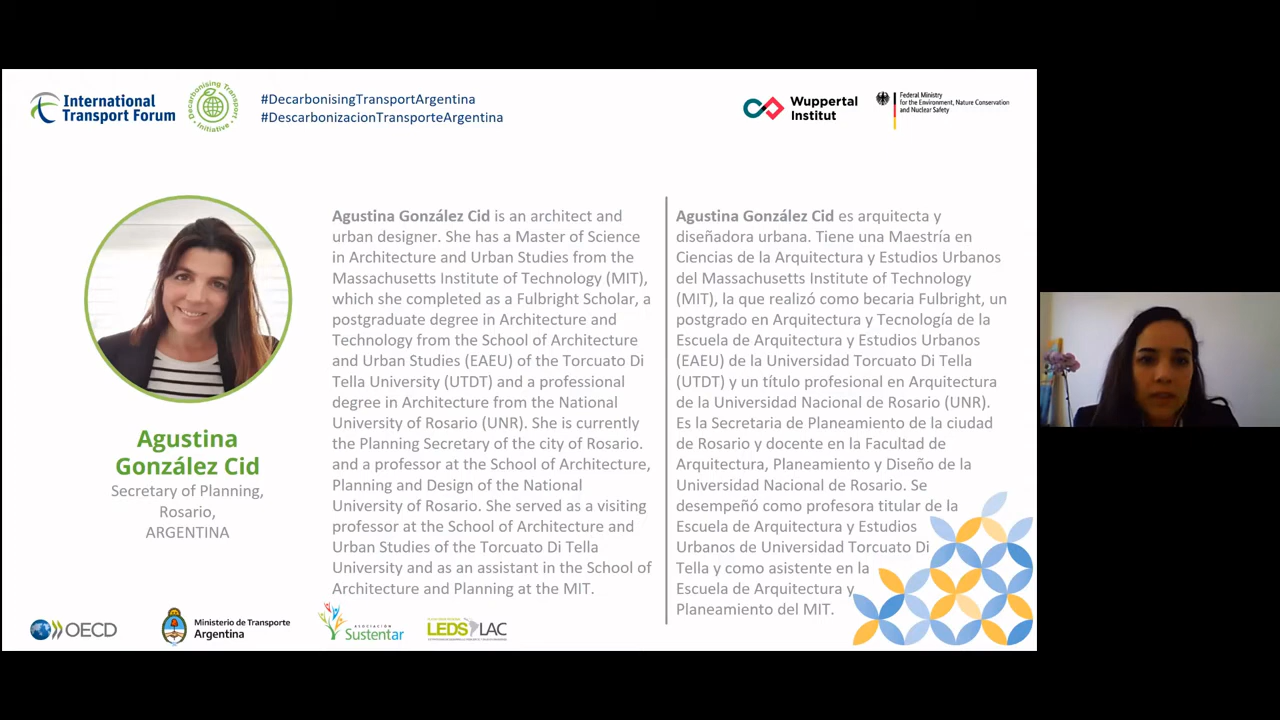 International
Transport Forum
Decarbonising Transport
Initiative
#DecarbonisingTransportArgentina
#DescarbonizacionTransporteArgentina
Wuppertal
Institut
Federal Ministry
for the Environment, Nature Conservation
and Nuclear Safety
Agustina
González Cid
Secretary of Planning,
Rosario,
ARGENTINA
Agustina González Cid is an architect and
urban designer. She has a Master of Science
in Architecture and Urban Studies from the
Massachusetts Institute of Technology (MIT),
which she completed as a Fulbright Scholar, a
postgraduate degree in Architecture and
Technology from the School of Architecture
and Urban Studies (EAEU) of the Torcuato Di
Tella University (UTDT) and a professional
degree in Architecture from the National
University of Rosario (UNR). She is currently
the Planning Secretary of the city of Rosario.
and a professor at the School of Architecture,
Planning and Design of the National
University of Rosario. She served as a visiting
professor at the School of Architecture and
Urban Studies of the Torcuato Di Tella
University and as an assistant in the School of
Architecture and Planning at the MIT.
Agustina González Cid es arquitecta y
diseñadora urbana. Tiene una Maestría en
Ciencias de la Arquitectura y Estudios Urbanos
del Massachusetts Institute of Technology
(MIT), la que realizó como becaria Fulbright, un
postgrado en Arquitectura y Tecnología de la
Escuela de Arquitectura y Estudios Urbanos
(EAEU) de la Universidad Torcuato Di Tella
(UTDT) y un título profesional en Arquitectura
de la Universidad Nacional de Rosario (UNR).
Es la Secretaria de Planeamiento de la ciudad
de Rosario y docente en la Facultad de
Arquitectura, Planeamiento y Diseño de la
Universidad Nacional de Rosario. Se
desempeñó como profesora titular de la
Escuela de Arquitectura y Estudios
Urbanos de Universidad Torcuato Di
Tella y como asistente en la
Escuela de Arquitectura y
Planeamiento del MIT.
OECD
Ministerio de Transporte
Argentina
ASOCIACIÓN
Sustentar
LEDS LAC